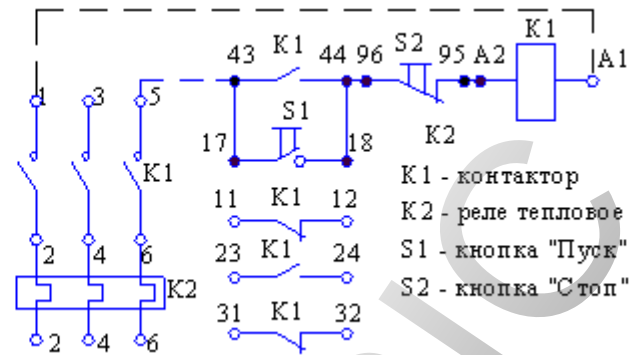 K1
43 K1 44 96 S2 95 A2 A1
1 3 5
S1
17 18 K2
K1
K1 - контактор
11 K1 12
K2 - реле тепловое
2 4 6
23 K1 24
S1 - кнопка "Пуск"
K2
S2 - кнопка "Стоп"
31 K1 32
2 4 6